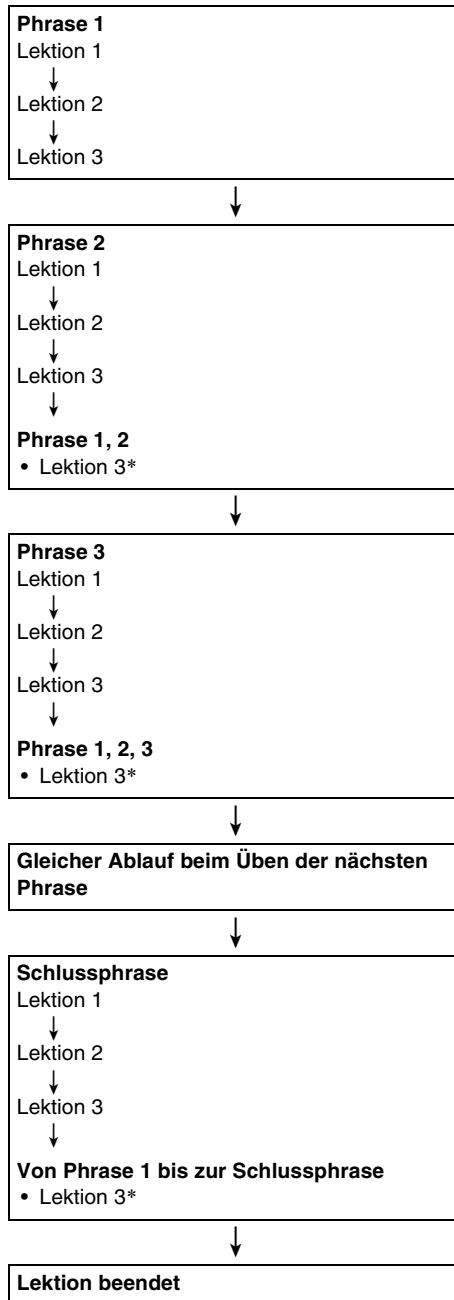 Phrase 1
Lektion 1
Lektion 2
Lektion 3
Phrase 2
Lektion 1
Lektion 2
Lektion 3
Phrase 1, 2
• Lektion 3*
Phrase 3
Lektion 1
Lektion 2
Lektion 3
Phrase 1, 2, 3
• Lektion 3*
Gleicher Ablauf beim Üben der nächsten
Phrase
Schlussphrase
Lektion 1
Lektion 2
Lektion 3
Von Phrase 1 bis zur Schlussphrase
• Lektion 3*
Lektion beendet